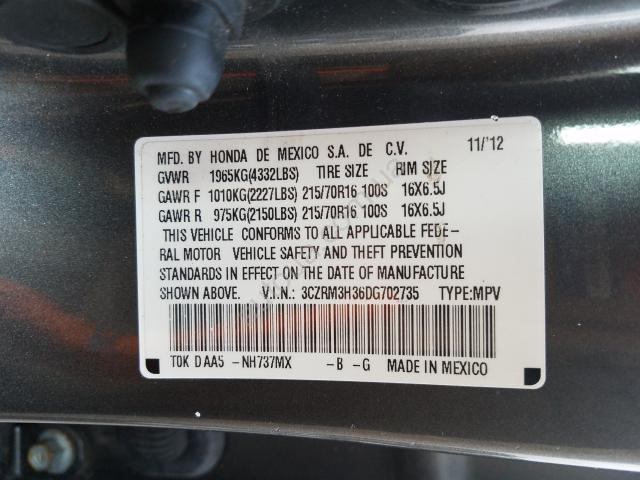 MFD. BY HONDA DE MEXICO S.A. DE C.V. 11/'12
GVWR 1965KG(4332LBS) TIRE SIZE RIM SIZE
GAWR F 1010KG(2227LBS) 215/70R16 100S 16X6.5J
GAWR R 975KG(2150LBS) 215/70R16 100S 16X6.5J
THIS VEHICLE CONFORMS TO ALL APPLICABLE FEDE-
RAL MOTOR VEHICLE SAFETY AND THEFT PREVENTION
STANDARDS IN EFFECT ON THE DATE OF MANUFACTURE
SHOWN ABOVE. V.I.N.: 3CZRM3H36DG702735 TYPE:MPV
T0K D AA5 -NH737MX -B -G MADE IN MEXICO